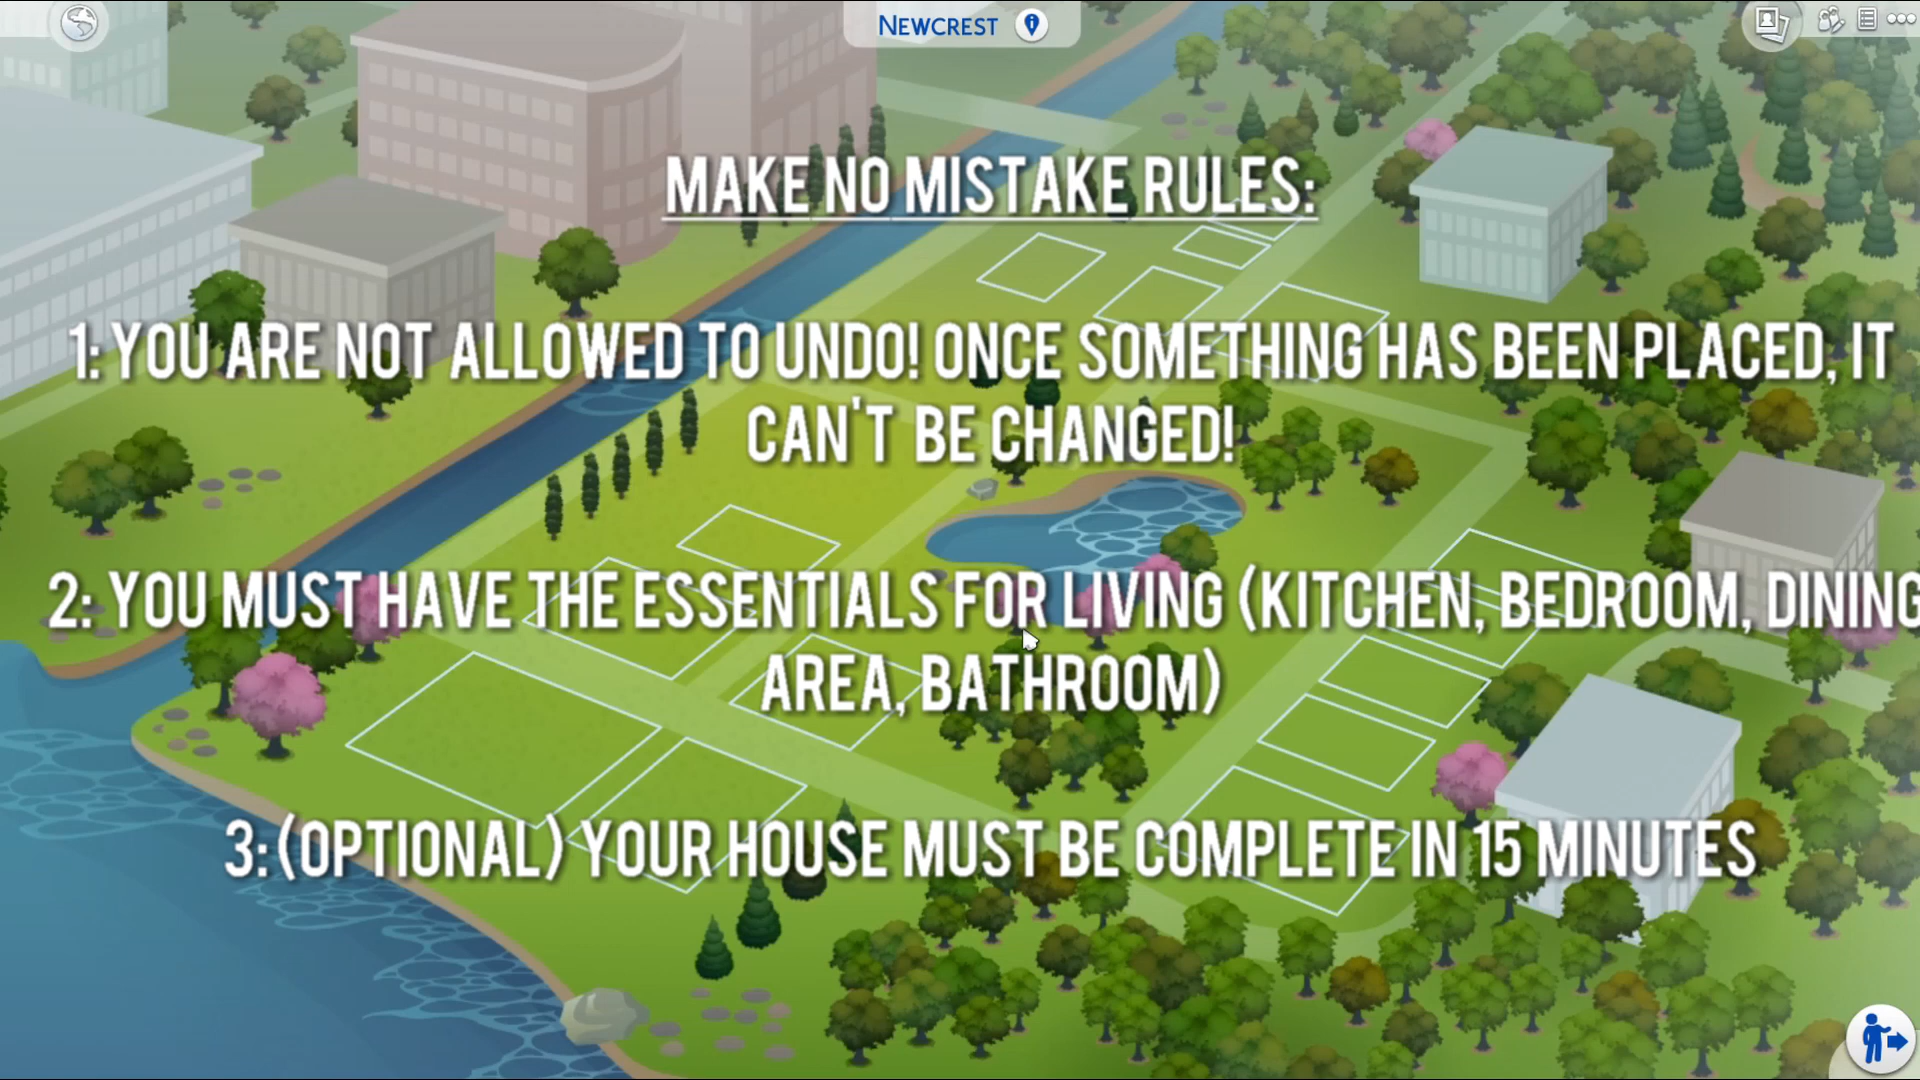 NEWCREST
MAKE NO MISTAKE RULES:
1: YOU ARE NOT ALLOWED TO UNDO! ONCE SOMETHING HAS BEEN PLACED, IT
CAN'T BE CHANGED!
2: YOU MUST HAVE THE ESSENTIALS FOR LIVING (KITCHEN, BEDROOM, DINING
AREA, BATHROOM)
3: (OPTIONAL) YOUR HOUSE MUST BE COMPLETE IN 15 MINUTES